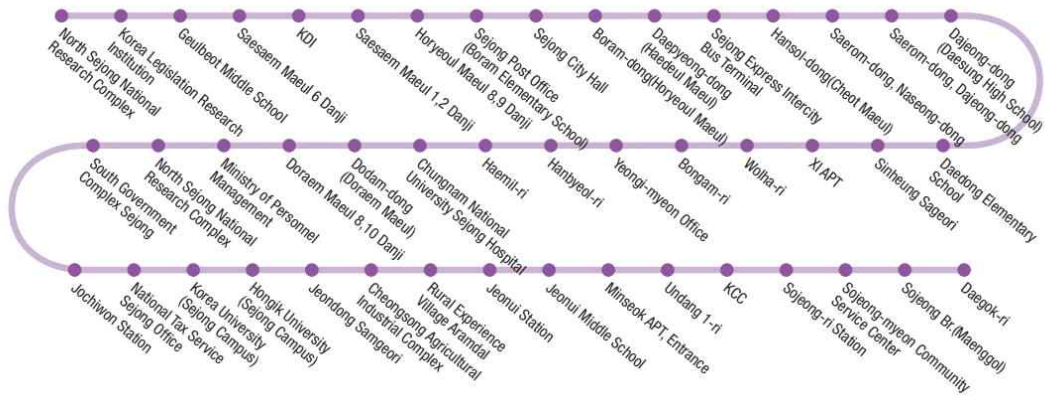 North Sejong National
Research Complex
Korea Legislation Research
Institution
Geuibeot Middle School
Saesaem Maeul 6 Danji
KDI
Saesaem Maeul 1,2 Danji
Horyeoul Maeul 8,9 Danji
Sejong Post Office
(Boram Elementary School)
Sejong City Hall
Boram-dong(Horyeoul Maeul)
Daepyeong-dong
(Haedeul Maeul)
Sejong Express Intercity
Bus Terminal
Hansol-dong(Cheot Maeul)
Saerom-dong, Naseong-dong
Saerom-dong, Dajeong-dong
Dajeong-dong
(Daesung High School)
South Government
Complex Sejong
North Sejong National
Research Complex
Ministry of Personnel
Management
Doraem Maeul 8,10 Danji
Dodam-dong
(Doraem Maeul)
Chungnam National
University Sejong Hospital
Haemil-ri
Hanbyeol-ri
Yeongi-myeon Office
Bongam-ri
Wolha-ri
XI APT
Sinheung Sageori
Daedong Elementary
School
Jochiwon Station
National Tax Service
Sejong Office
Korea University
(Sejong Campus)
Hongik University
(Sejong Campus)
Jeondong Samgeori
Cheongsong Agricultural
Industrial Complex
Rural Experience
Village Aramdal
Jeonui Station
Jeonui Middle School
Minseok APT, Entrance
Undang 1-ri
KCC
Sojeong-ri Station
Sojeong-myeon Community
Service Center
Sojeong Br.(Maenggol)
Daegok-ri